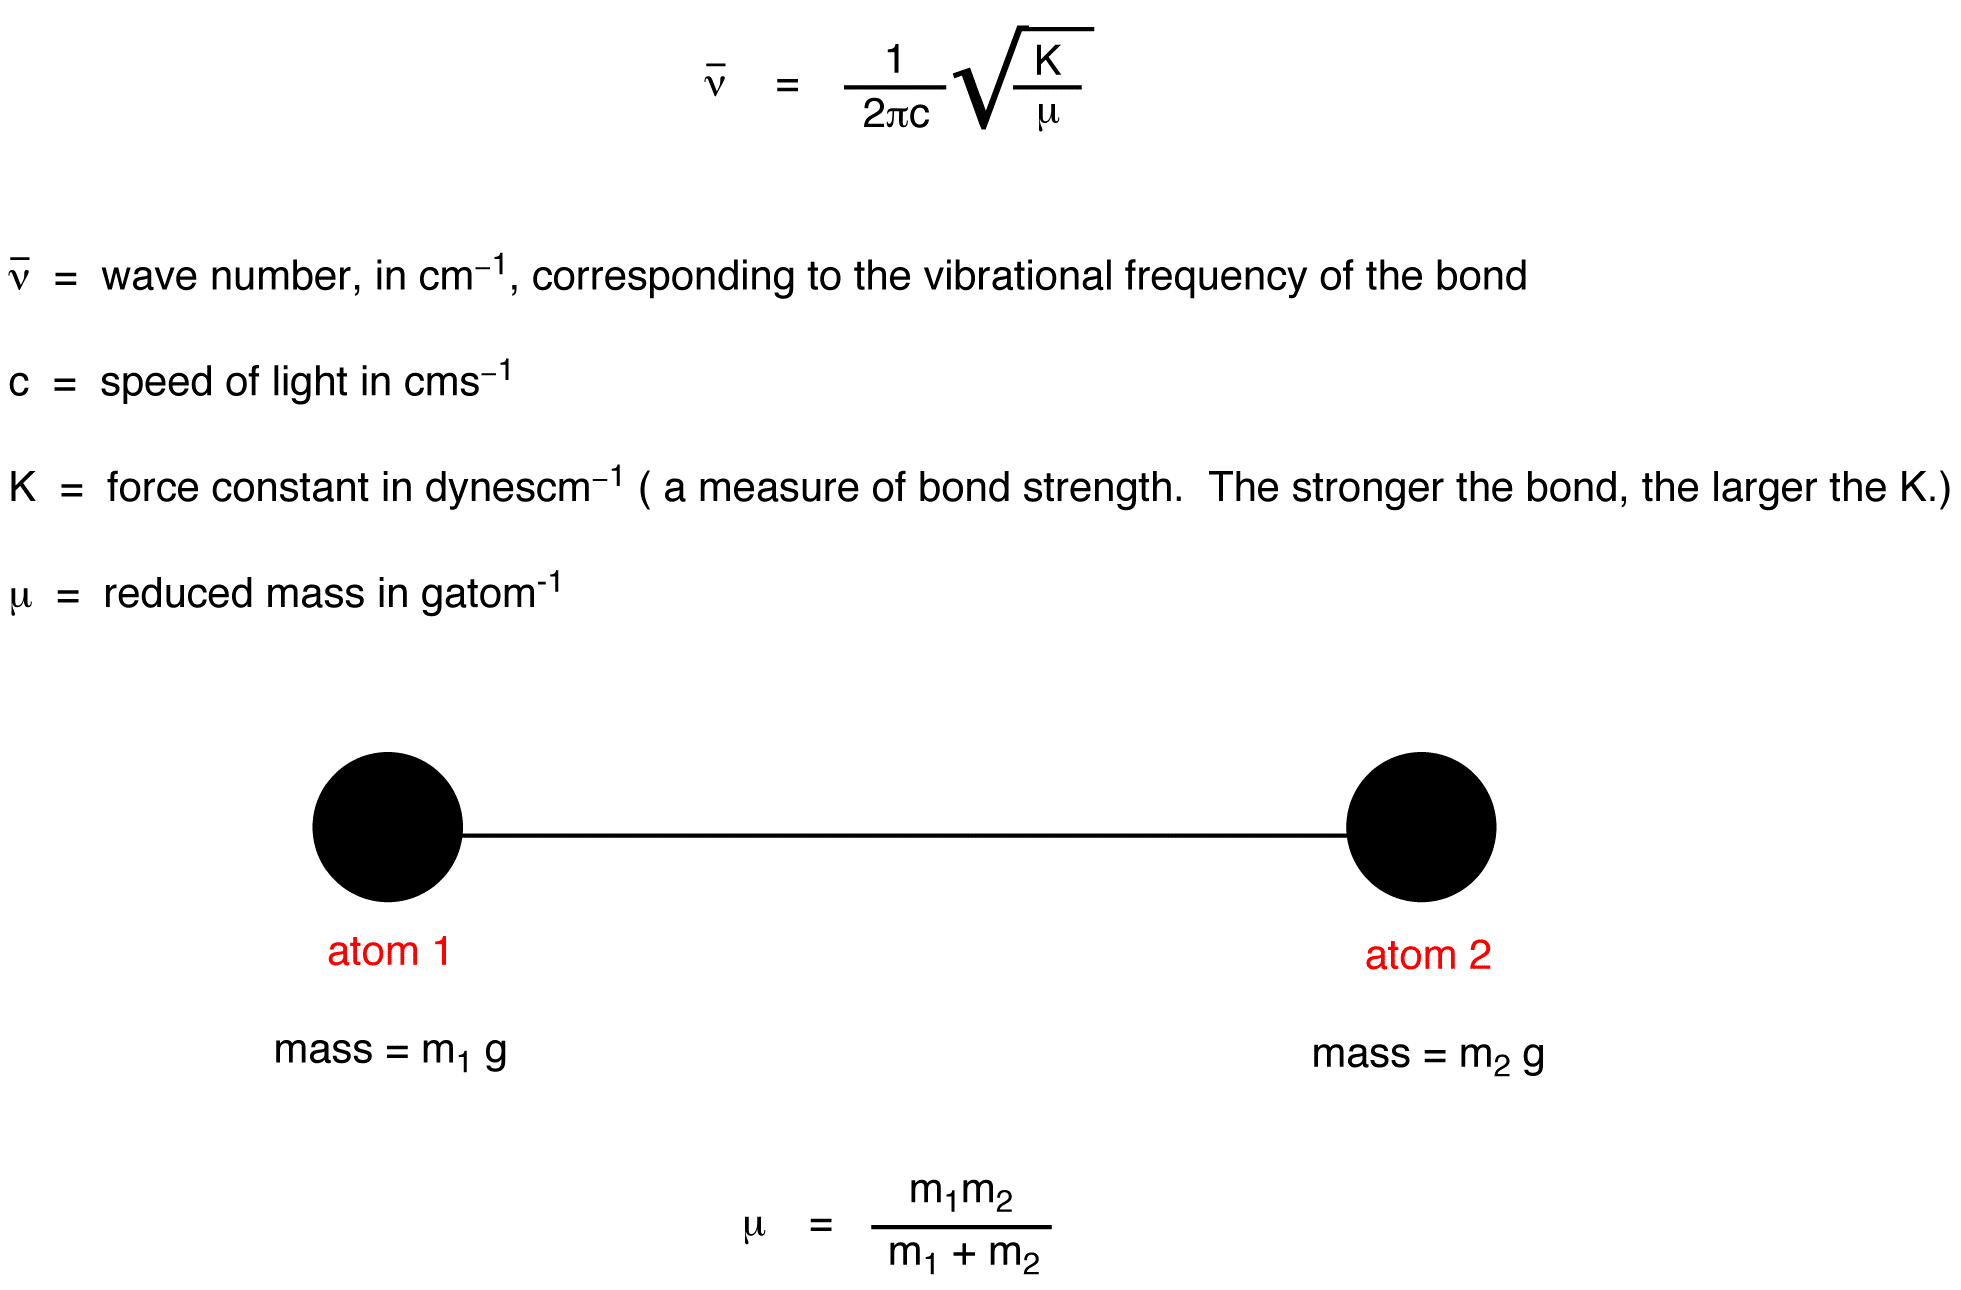 ν̄ = 1/2πc √K/μ
ν̄ = wave number, in cm⁻¹, corresponding to the vibrational frequency of the bond
c = speed of light in cms⁻¹
K = force constant in dynescm⁻¹ ( a measure of bond strength. The stronger the bond, the larger the K.)
μ = reduced mass in gatom⁻¹
atom 1 atom 2
mass = m₁ g mass = m₂ g
μ = m₁m₂/m₁ + m₂